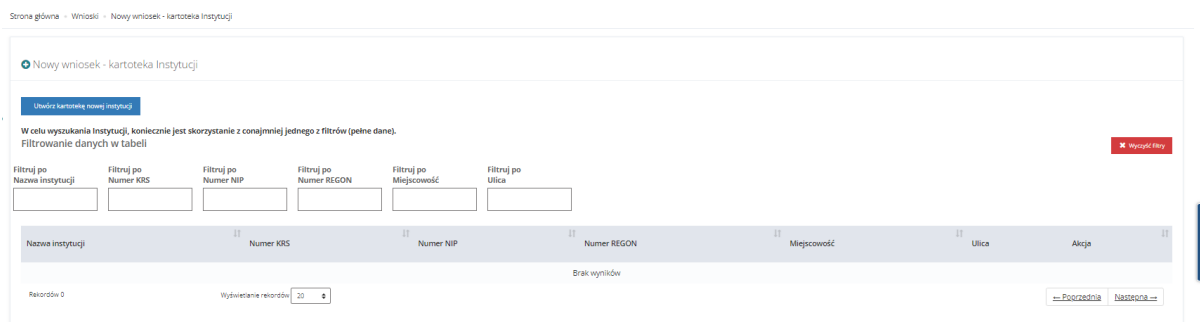 Strona główna » Wnioski » Nowy wniosek - kartoteka Instytucji
Nowy wniosek - kartoteka Instytucji
Utwórz kartotekę nowej instytucji
W celu wyszukania Instytucji, koniecznie jest skorzystanie z conajmniej jednego z filtrów (pełne dane).
Filtrowanie danych w tabeli
Wyczyść filtry
Filtruj po Nazwa instytucji
Filtruj po Numer KRS
Filtruj po Numer NIP
Filtruj po Numer REGON
Filtruj po Miejscowość
Filtruj po Ulica
Nazwa instytucji Numer KRS Numer NIP Numer REGON Miejscowość Ulica Akcja
Brak wyników
Rekordów 0 Wyświetlanie rekordów 20 ← Poprzednia Następna →